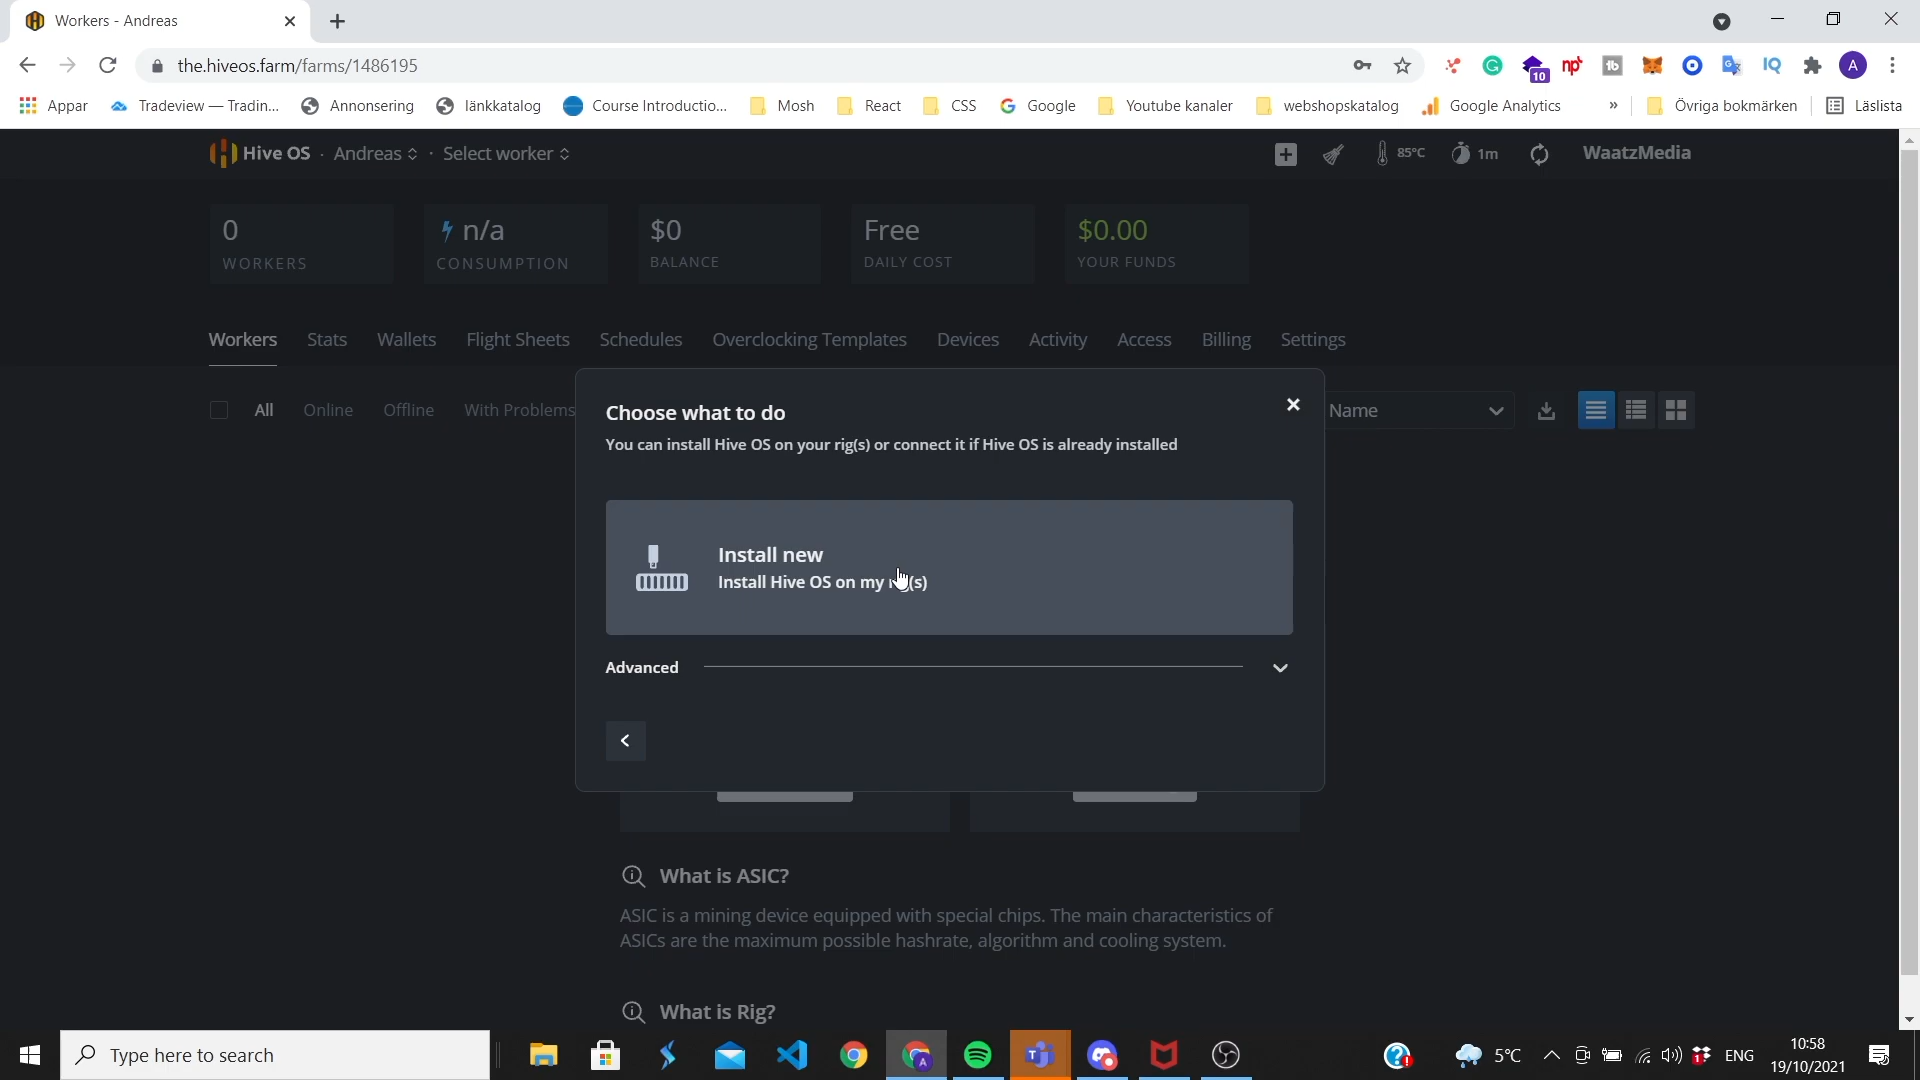 Workers - Andreas
the.hiveos.farm/farms/1486195
10
A
Appar
Tradeview — Tradin...
Annonsering
länkkatalog
Course Introductio...
Mosh
React
CSS
Google
Youtube kanaler
webshopskatalog
Google Analytics
»
Övriga bokmärken
Läslista
Hive OS · Andreas · Select worker
85°C
1m
WaatzMedia
0
WORKERS
n/a
CONSUMPTION
$0
BALANCE
Free
DAILY COST
$0.00
YOUR FUNDS
Workers
Stats
Wallets
Flight Sheets
Schedules
Overclocking Templates
Devices
Activity
Access
Billing
Settings
All
Online
Offline
With Problems
Name
Choose what to do
You can install Hive OS on your rig(s) or connect it if Hive OS is already installed
Install new
Install Hive OS on my (s)
Advanced
What is ASIC?
ASIC is a mining device equipped with special chips. The main characteristics of
ASICs are the maximum possible hashrate, algorithm and cooling system.
What is Rig?
Type here to search
5°C
ENG
10:58
19/10/2021